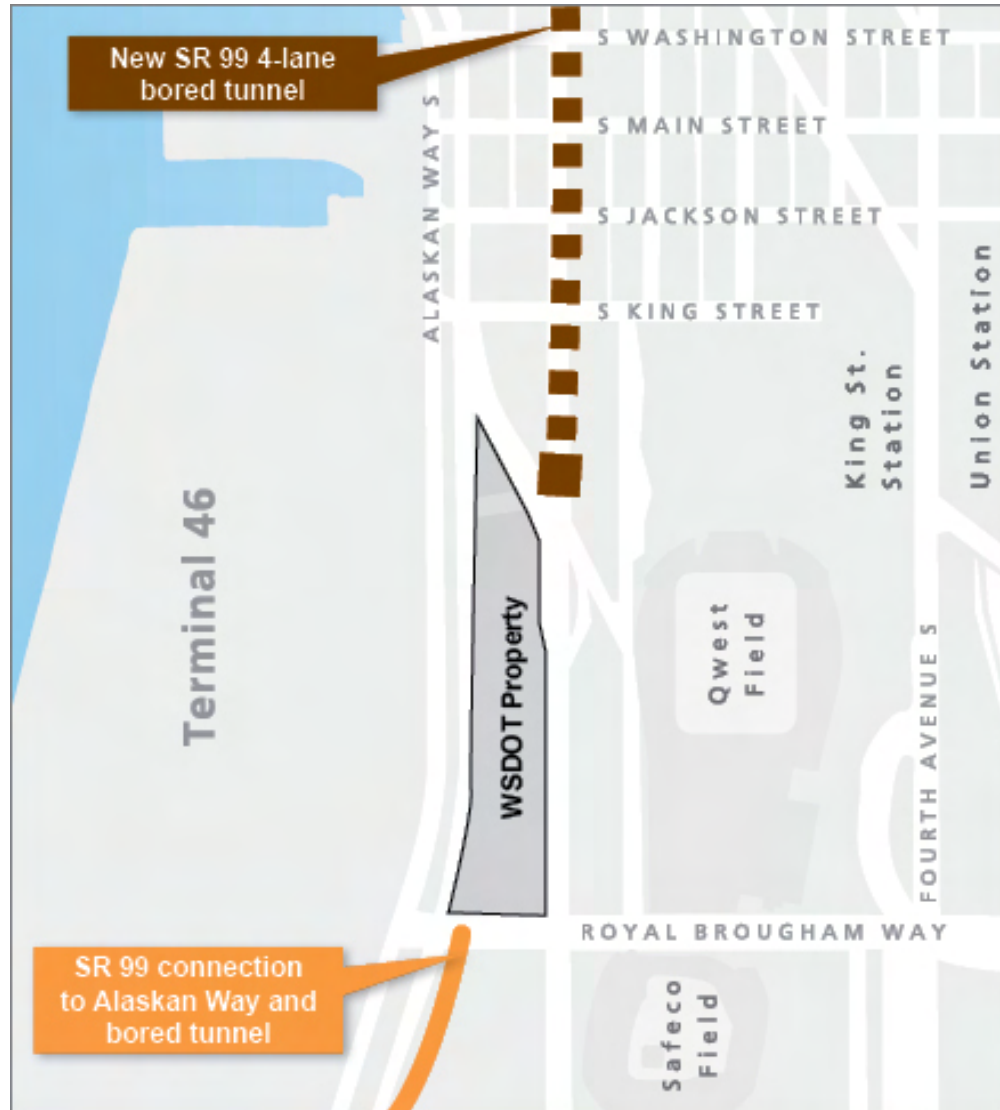 New SR 99 4-lane
bored tunnel
S WASHINGTON STREET
S MAIN STREET
S JACKSON STREET
S KING STREET
ALASKAN WAY S
King St.
Station
Union Station
Terminal 46
WSDOT Property
Qwest
Field
FOURTH AVENUE S
ROYAL BROUGHAM WAY
SR 99 connection
to Alaskan Way and
bored tunnel
Safeco
Field